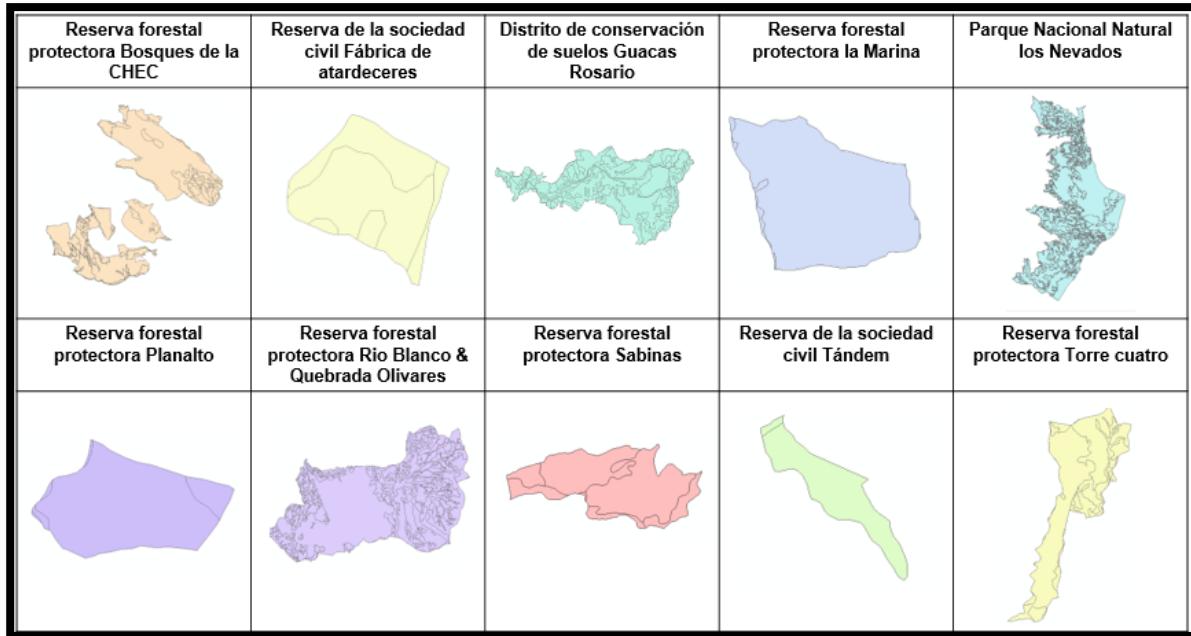 Reserva forestal
protectora Bosques de la
CHEC
Reserva de la sociedad
civil Fábrica de
atardeceres
Distrito de conservación
de suelos Guacas
Rosario
Reserva forestal
protectora la Marina
Parque Nacional Natural
los Nevados
Reserva forestal
protectora Planalto
Reserva forestal
protectora Rio Blanco &
Quebrada Olivares
Reserva forestal
protectora Sabinas
Reserva de la sociedad
civil Tándem
Reserva forestal
protectora Torre cuatro